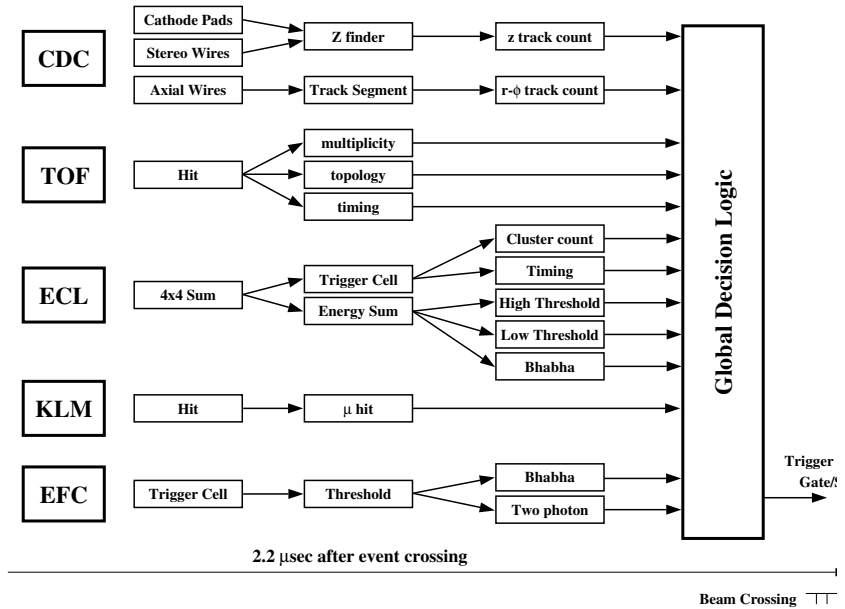 CDC
Cathode Pads
Stereo Wires
Z finder
z track count
Axial Wires
Track Segment
r-φ track count
TOF
Hit
multiplicity
topology
timing
ECL
4x4 Sum
Trigger Cell
Energy Sum
Cluster count
Timing
High Threshold
Low Threshold
Bhabha
KLM
Hit
μ hit
EFC
Trigger Cell
Threshold
Bhabha
Two photon
Global Decision Logic
Trigger
Gate/
2.2 μsec after event crossing
Beam Crossing